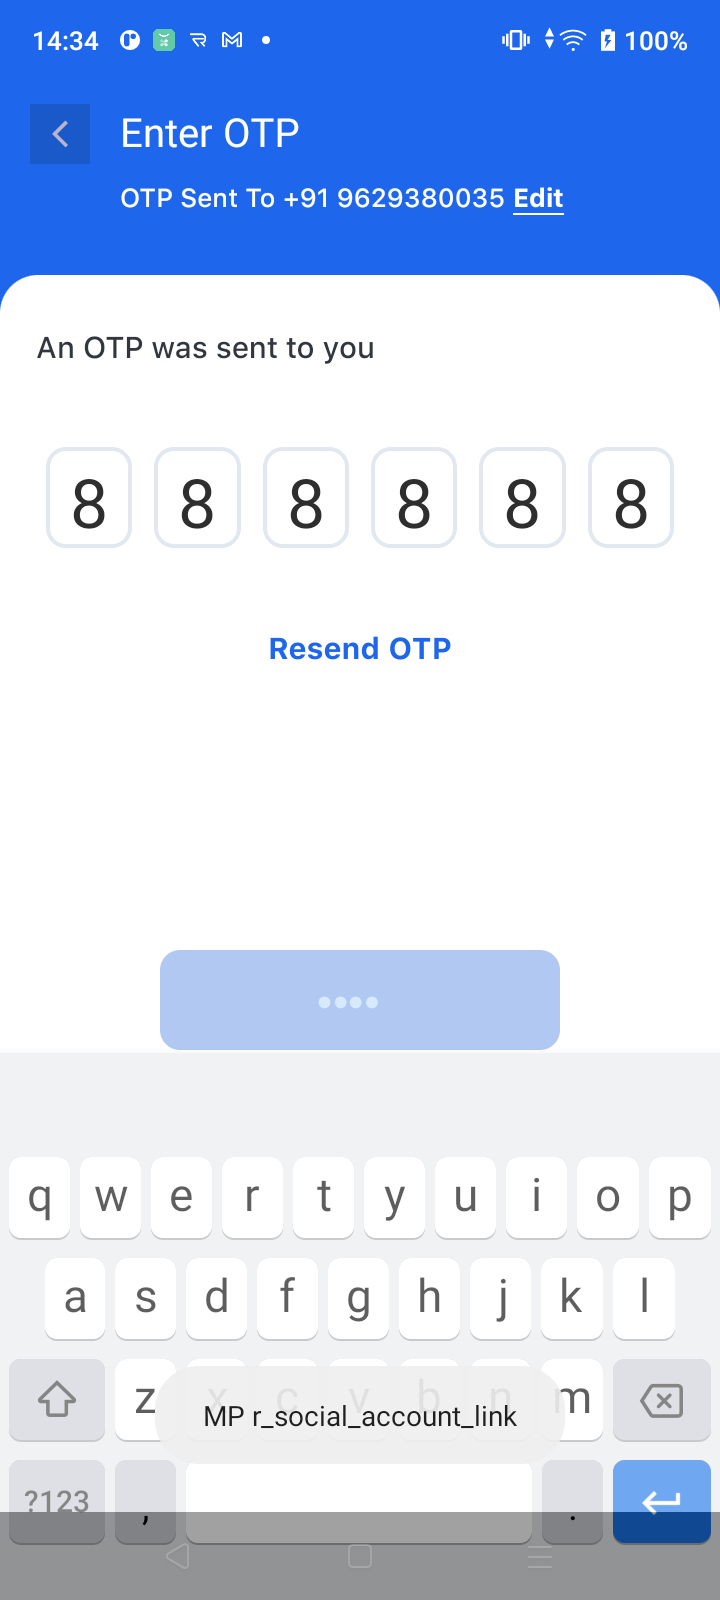 14:34 100%
Enter OTP
OTP Sent To +91 9629380035 Edit
An OTP was sent to you
8 8 8 8 8 8
Resend OTP
q w e r t y u i o p
a s d f g h j k l
z x c v b n m
MP r_social_account_link
?123 , .